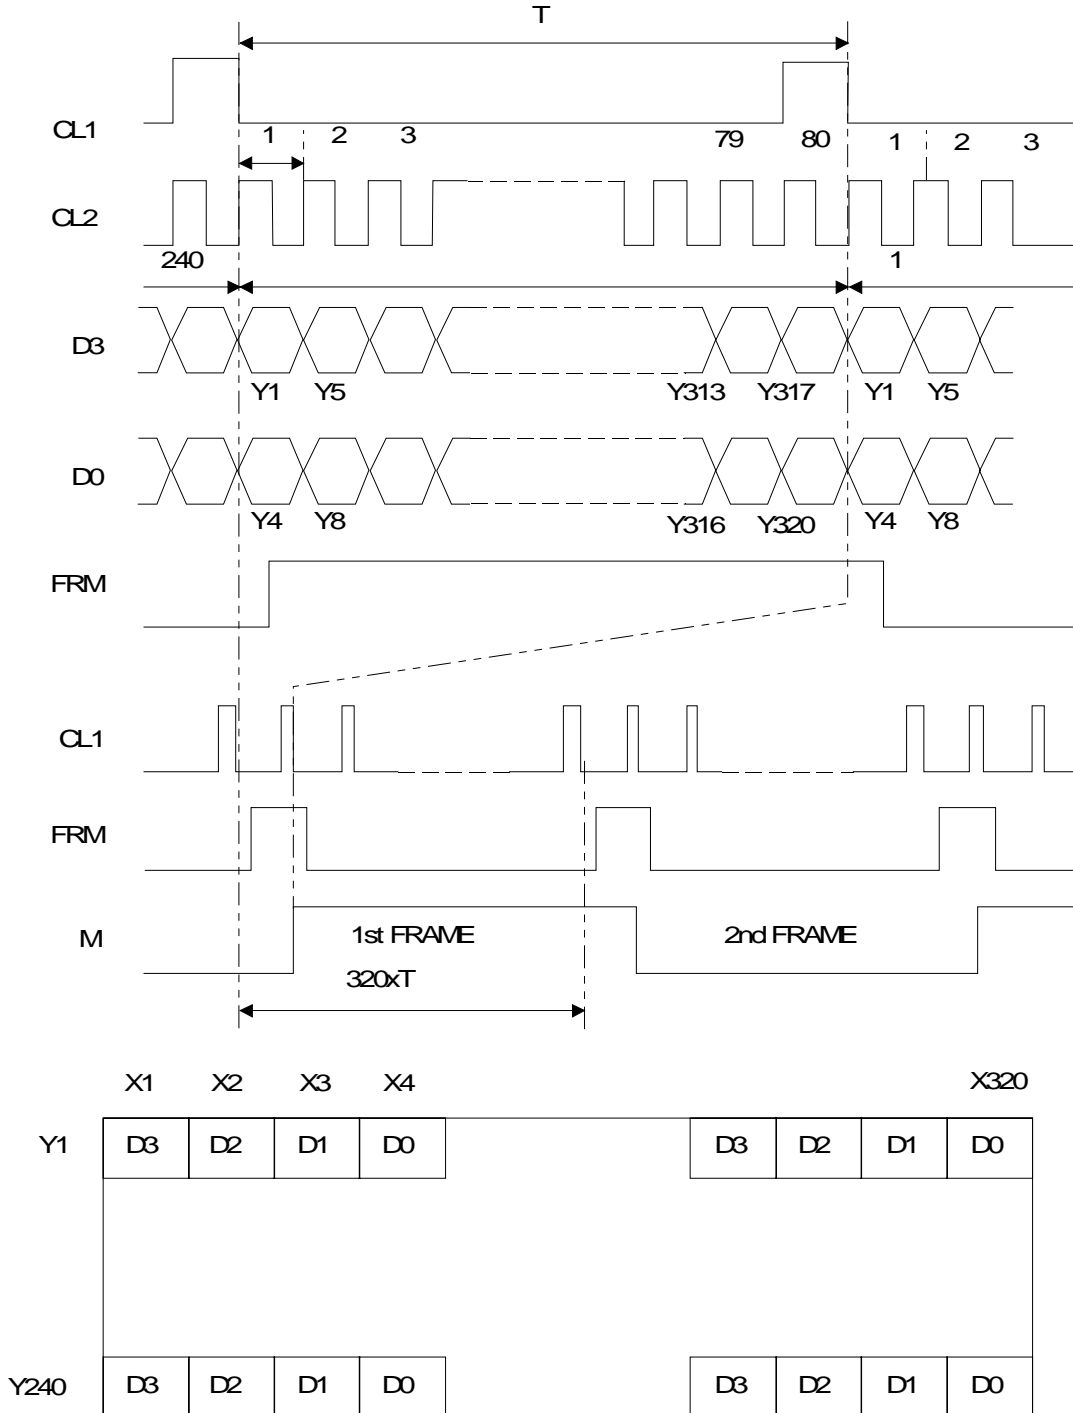 T
CL1
1 2 3 79 80 1 2 3
CL2
240 1
D3
Y1 Y5 Y313 Y317 Y1 Y5
D0
Y4 Y8 Y316 Y320 Y4 Y8
FRM
CL1
FRM
M 1st FRAME 2nd FRAME
320xT
X1 X2 X3 X4 X320
Y1 D3 D2 D1 D0 D3 D2 D1 D0
Y240 D3 D2 D1 D0 D3 D2 D1 D0